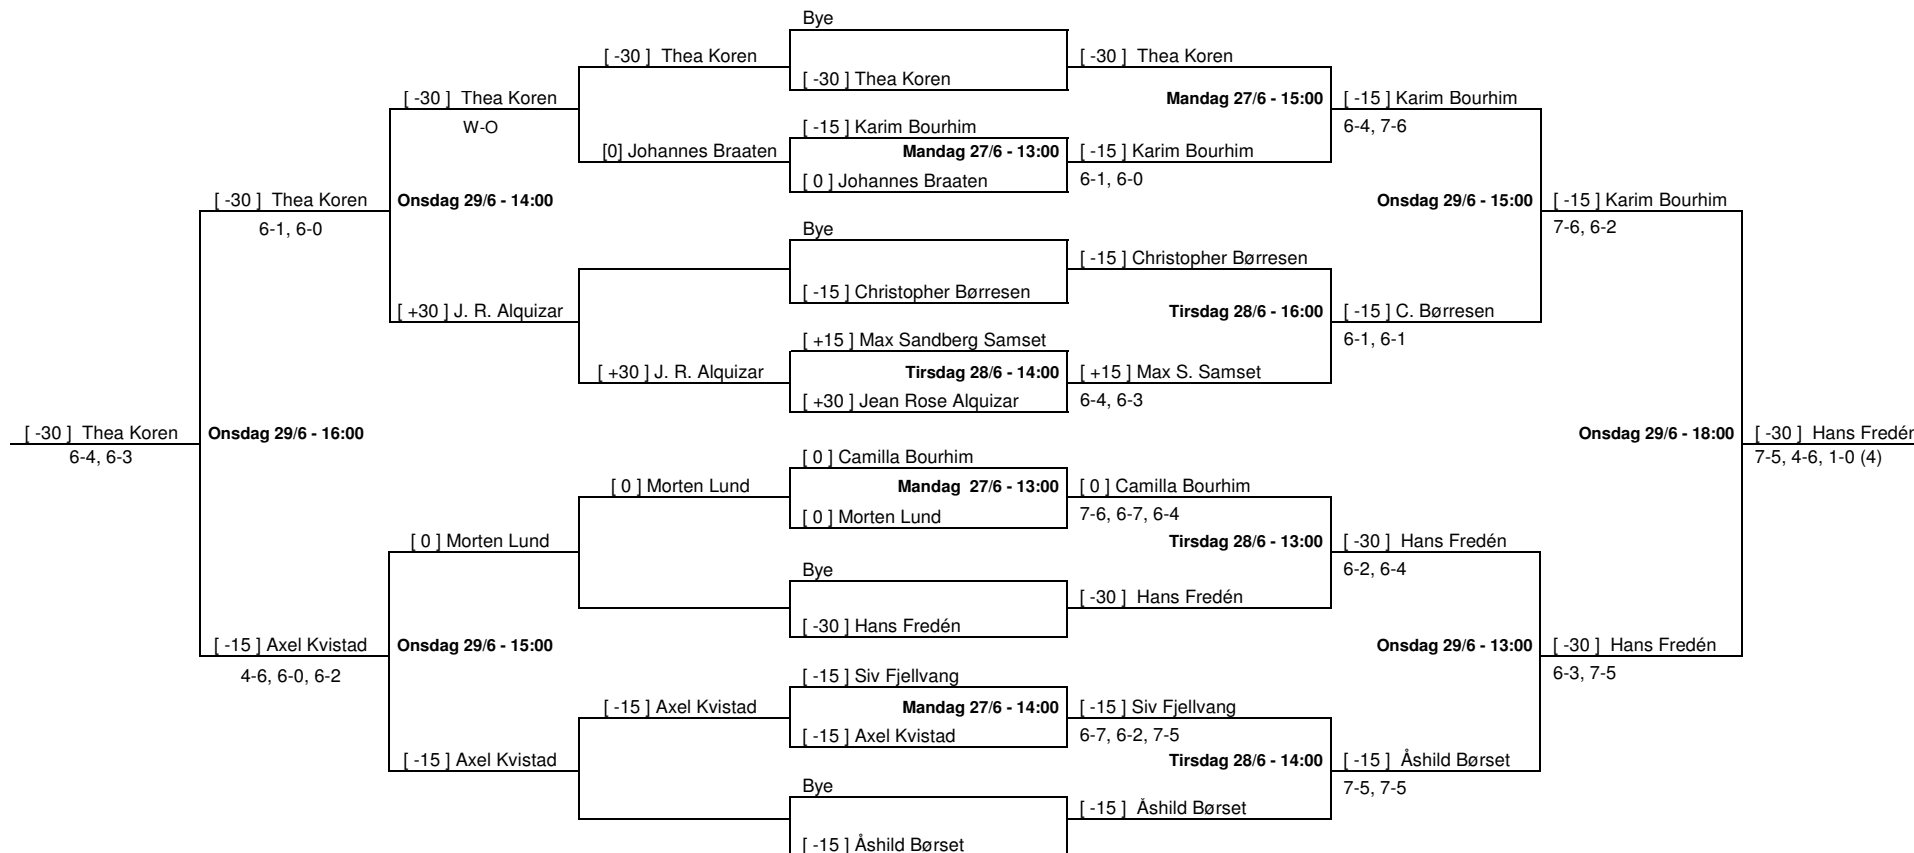 Bye
[ -30 ]  Thea Koren
[ -30 ]  Thea Koren
[ -30 ] Thea Koren
[ -30 ]  Thea Koren
Mandag 27/6 - 15:00
[ -15 ] Karim Bourhim
W-O
[ -15 ] Karim Bourhim
6-4, 7-6
[0] Johannes Braaten
Mandag 27/6 - 13:00
[ -15 ] Karim Bourhim
[ 0 ] Johannes Braaten
6-1, 6-0
[ -30 ]  Thea Koren
Onsdag 29/6 - 14:00
Onsdag 29/6 - 15:00
[ -15 ] Karim Bourhim
6-1, 6-0
Bye
7-6, 6-2
[ -15 ] Christopher Børresen
[ -15 ] Christopher Børresen
[ +30 ] J. R. Alquizar
Tirsdag 28/6 - 16:00
[ -15 ] C. Børresen
[ +15 ] Max Sandberg Samset
6-1, 6-1
[ +30 ] J. R. Alquizar
Tirsdag 28/6 - 14:00
[ +15 ] Max S. Samset
[ +30 ] Jean Rose Alquizar
6-4, 6-3
[ -30 ]  Thea Koren
Onsdag 29/6 - 16:00
Onsdag 29/6 - 18:00
[ -30 ]  Hans Fredén
6-4, 6-3
[ 0 ] Camilla Bourhim
7-5, 4-6, 1-0 (4)
[ 0 ] Morten Lund
Mandag  27/6 - 13:00
[ 0 ] Camilla Bourhim
[ 0 ] Morten Lund
7-6, 6-7, 6-4
[ 0 ] Morten Lund
Tirsdag 28/6 - 13:00
[ -30 ]  Hans Fredén
Bye
6-2, 6-4
[ -30 ]  Hans Fredén
[ -30 ] Hans Fredén
[ -15 ] Axel Kvistad
Onsdag 29/6 - 15:00
Onsdag 29/6 - 13:00
[ -30 ]  Hans Fredén
4-6, 6-0, 6-2
[ -15 ] Siv Fjellvang
6-3, 7-5
[ -15 ] Axel Kvistad
Mandag 27/6 - 14:00
[ -15 ] Siv Fjellvang
[ -15 ] Axel Kvistad
6-7, 6-2, 7-5
[ -15 ] Axel Kvistad
Tirsdag 28/6 - 14:00
[ -15 ]  Åshild Børset
Bye
7-5, 7-5
[ -15 ]  Åshild Børset
[ -15 ] Åshild Børset